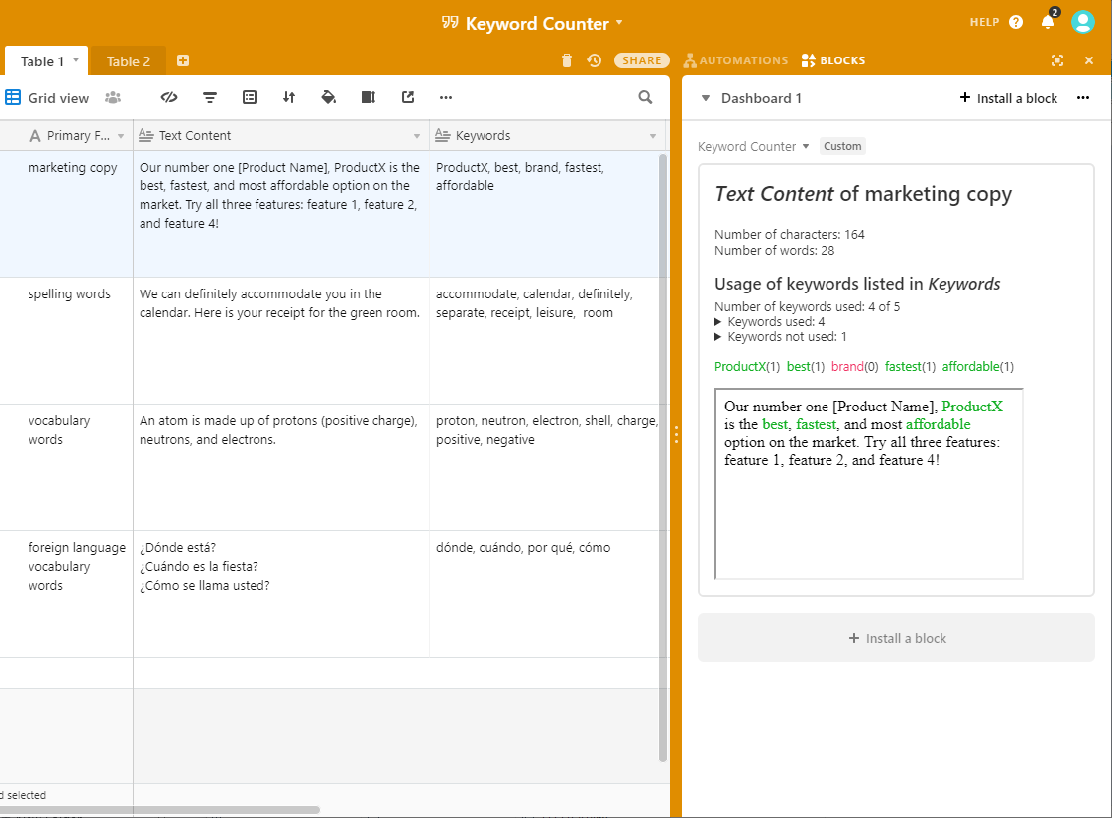 Keyword Counter
HELP
2
Table 1
Table 2
SHARE
AUTOMATIONS
BLOCKS
Grid view
Dashboard 1
Install a block
Primary F...
Text Content
Keywords
marketing copy
Our number one [Product Name], ProductX is the
best, fastest, and most affordable option on the
market. Try all three features: feature 1, feature 2,
and feature 4!
ProductX, best, brand, fastest,
affordable
spelling words
We can definitely accommodate you in the
calendar. Here is your receipt for the green room.
accommodate, calendar, definitely,
separate, receipt, leisure, room
vocabulary
words
An atom is made up of protons (positive charge),
neutrons, and electrons.
proton, neutron, electron, shell, charge,
positive, negative
foreign language
vocabulary
words
¿Dónde está?
¿Cuándo es la fiesta?
¿Cómo se llama usted?
dónde, cuándo, por qué, cómo
selected
Keyword Counter
Custom
Text Content of marketing copy
Number of characters: 164
Number of words: 28
Usage of keywords listed in Keywords
Number of keywords used: 4 of 5
Keywords used: 4
Keywords not used: 1
ProductX(1) best(1) brand(0) fastest(1) affordable(1)
Our number one [Product Name], ProductX
is the best, fastest, and most affordable
option on the market. Try all three features:
feature 1, feature 2, and feature 4!
Install a block